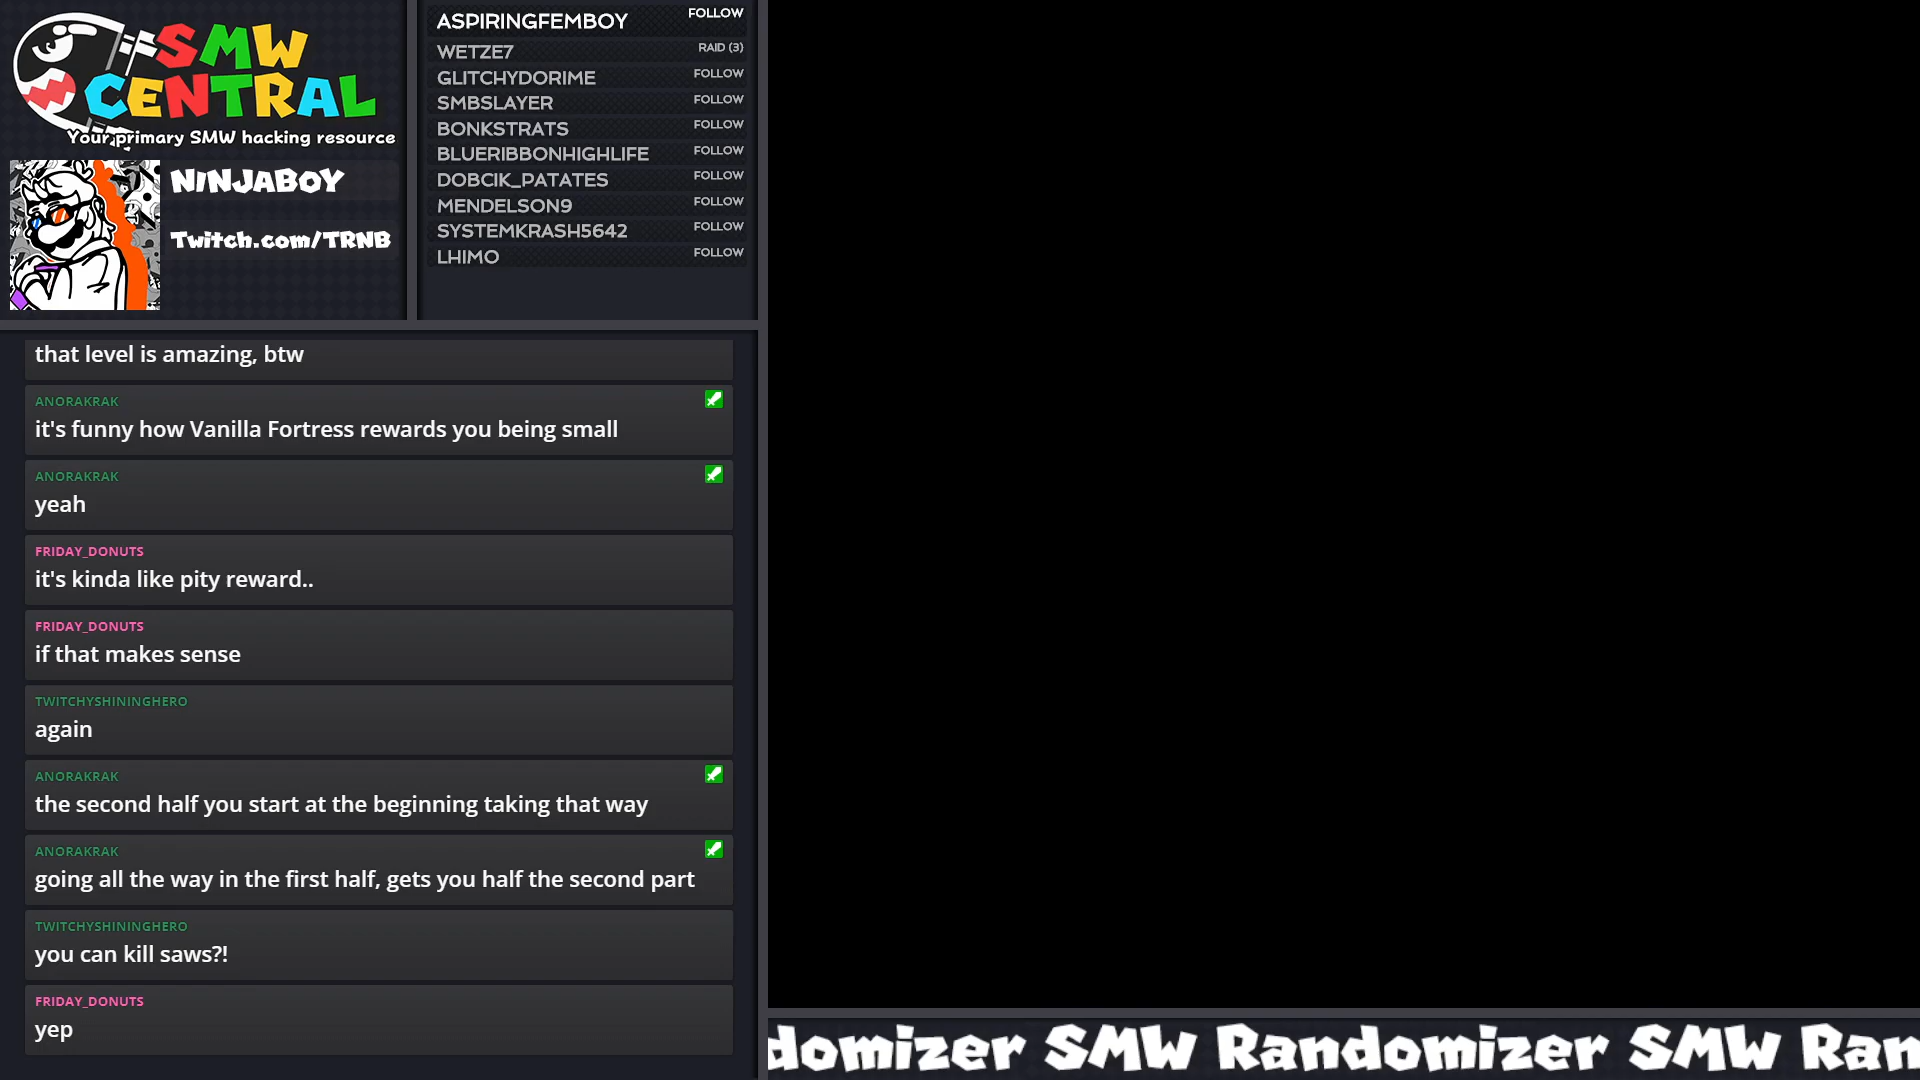 SMW
CENTRAL
Your primary SMW hacking resource
NINJABOY
Twitch.com/TRNB
ASPIRINGFEMBOY FOLLOW
WETZE7 RAID (3)
GLITCHYDORIME FOLLOW
SMBSLAYER FOLLOW
BONKSTRATS FOLLOW
BLUERIBBONHIGHLIFE FOLLOW
DOBCIK_PATATES FOLLOW
MENDELSON9 FOLLOW
SYSTEMKRASH5642 FOLLOW
LHIMO FOLLOW
that level is amazing, btw
ANORAKRAK
it's funny how Vanilla Fortress rewards you being small
ANORAKRAK
yeah
FRIDAY_DONUTS
it's kinda like pity reward..
FRIDAY_DONUTS
if that makes sense
TWITCHYSHININGHERO
again
ANORAKRAK
the second half you start at the beginning taking that way
ANORAKRAK
going all the way in the first half, gets you half the second part
TWITCHYSHININGHERO
you can kill saws?!
FRIDAY_DONUTS
yep
domizer SMW Randomizer SMW Ran